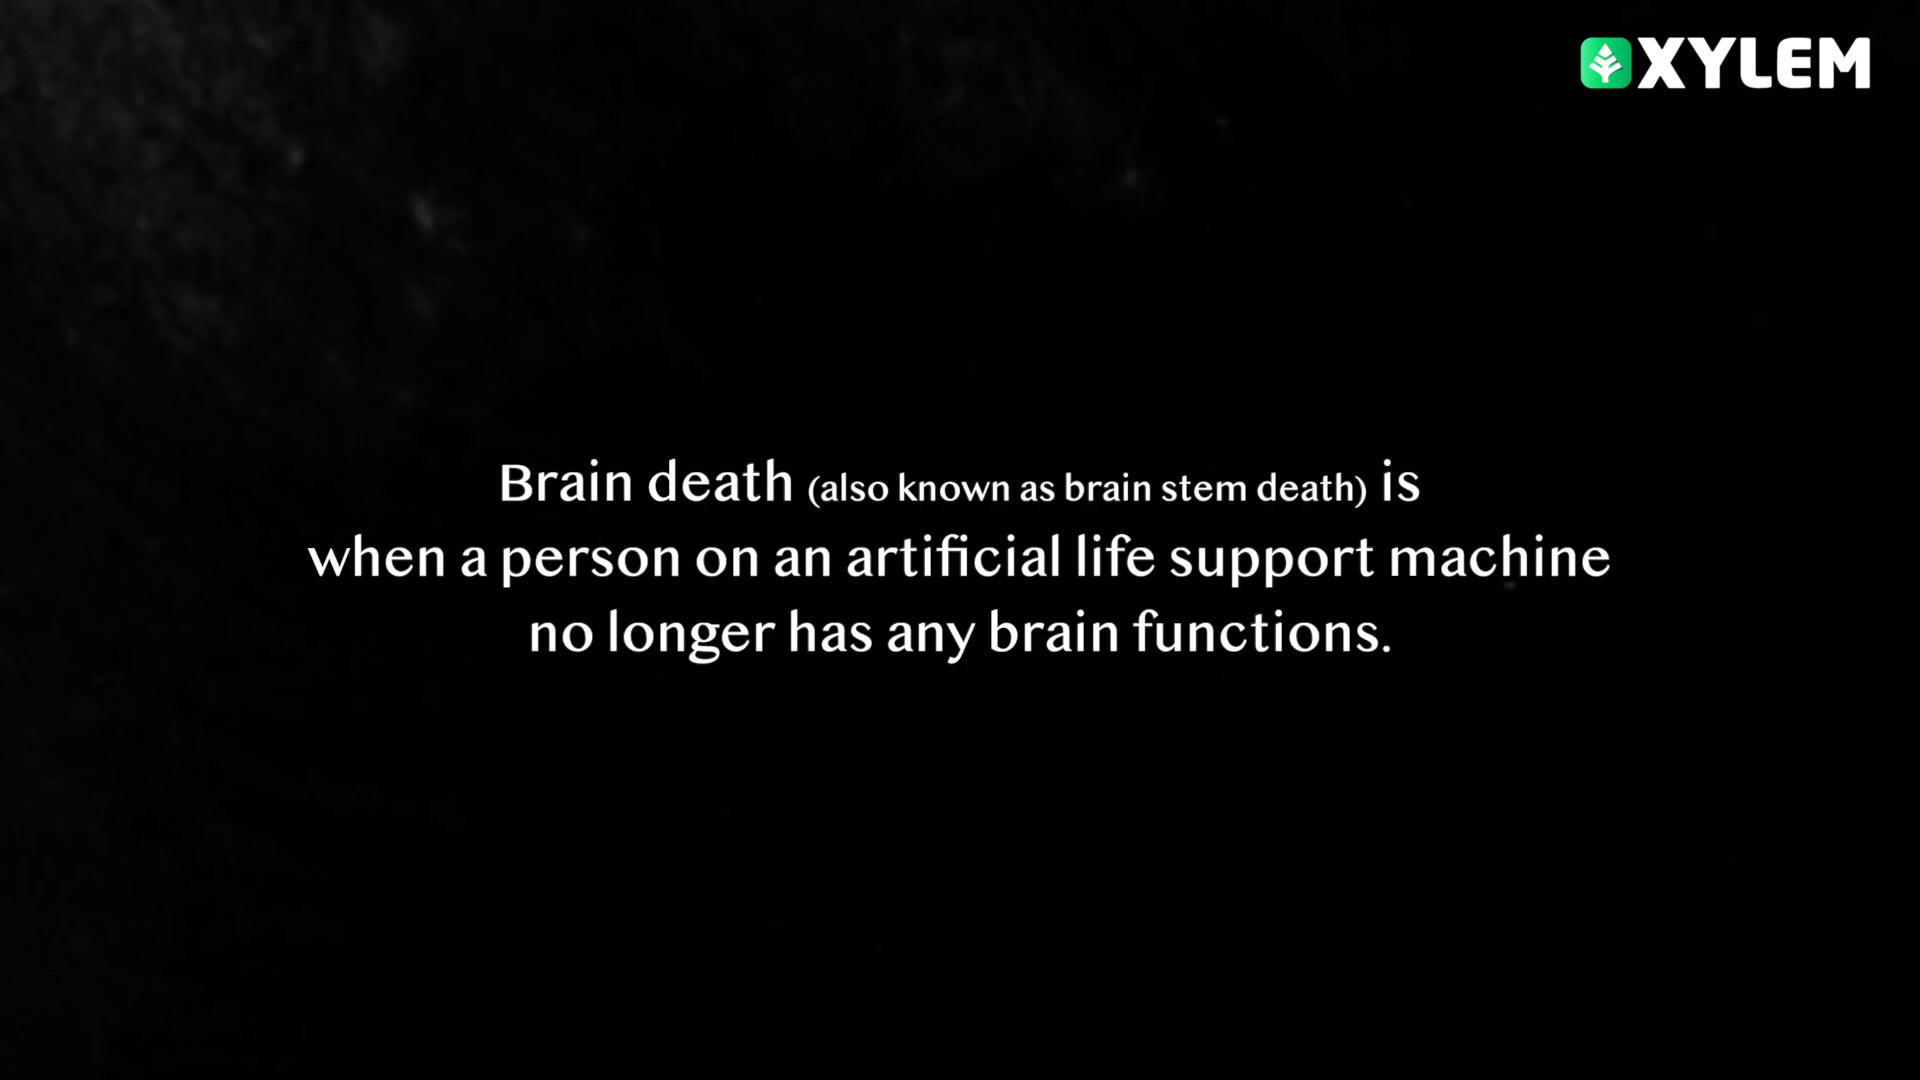 XYLEM
Brain death (also known as brain stem death) is
when a person on an artificial life support machine
no longer has any brain functions.